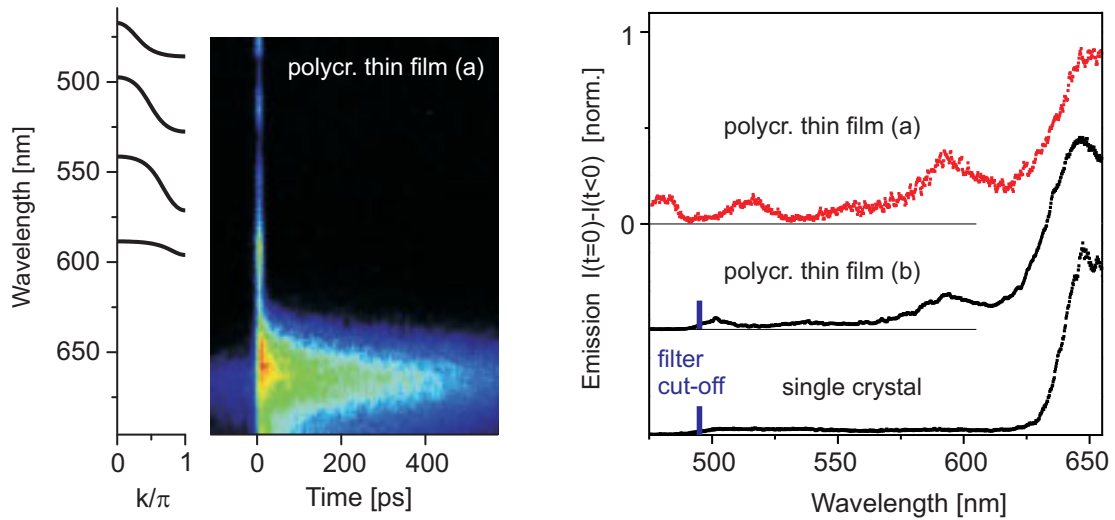 Wavelength [nm]
500
550
600
650
0
1
k/π
polycr. thin film (a)
0
200
400
Time [ps]
Emission I(t=0)-I(t<0) [norm.]
1
0
polycr. thin film (a)
polycr. thin film (b)
filter
cut-off
single crystal
500
550
600
650
Wavelength [nm]